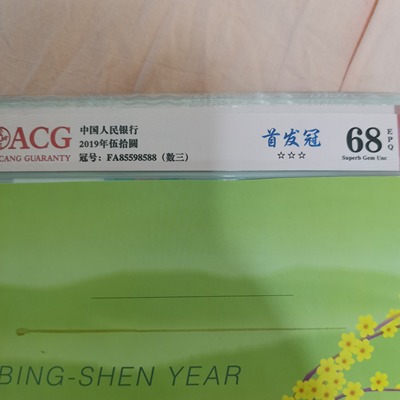 ACG
CANG GUARANTY
中国人民银行
2019年伍拾圆
冠号：FA85598588（数三）
首发冠
☆☆☆
68 EPQ
Superb Gem Unc
BING-SHEN YEAR